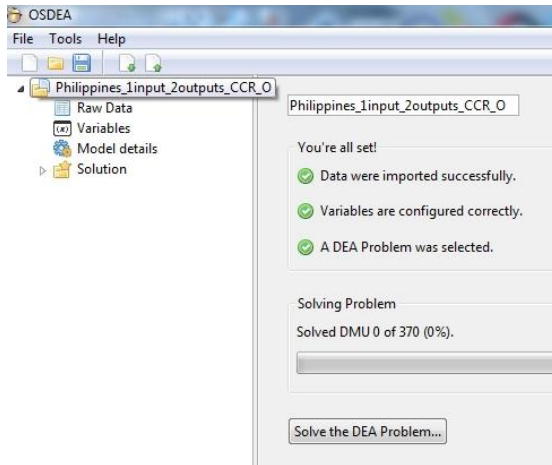 OSDEA
File Tools Help
Philippines_1input_2outputs_CCR_O
Raw Data
(x) Variables
Model details
Solution
Philippines_1input_2outputs_CCR_O
You're all set!
Data were imported successfully.
Variables are configured correctly.
A DEA Problem was selected.
Solving Problem
Solved DMU 0 of 370 (0%).
Solve the DEA Problem...